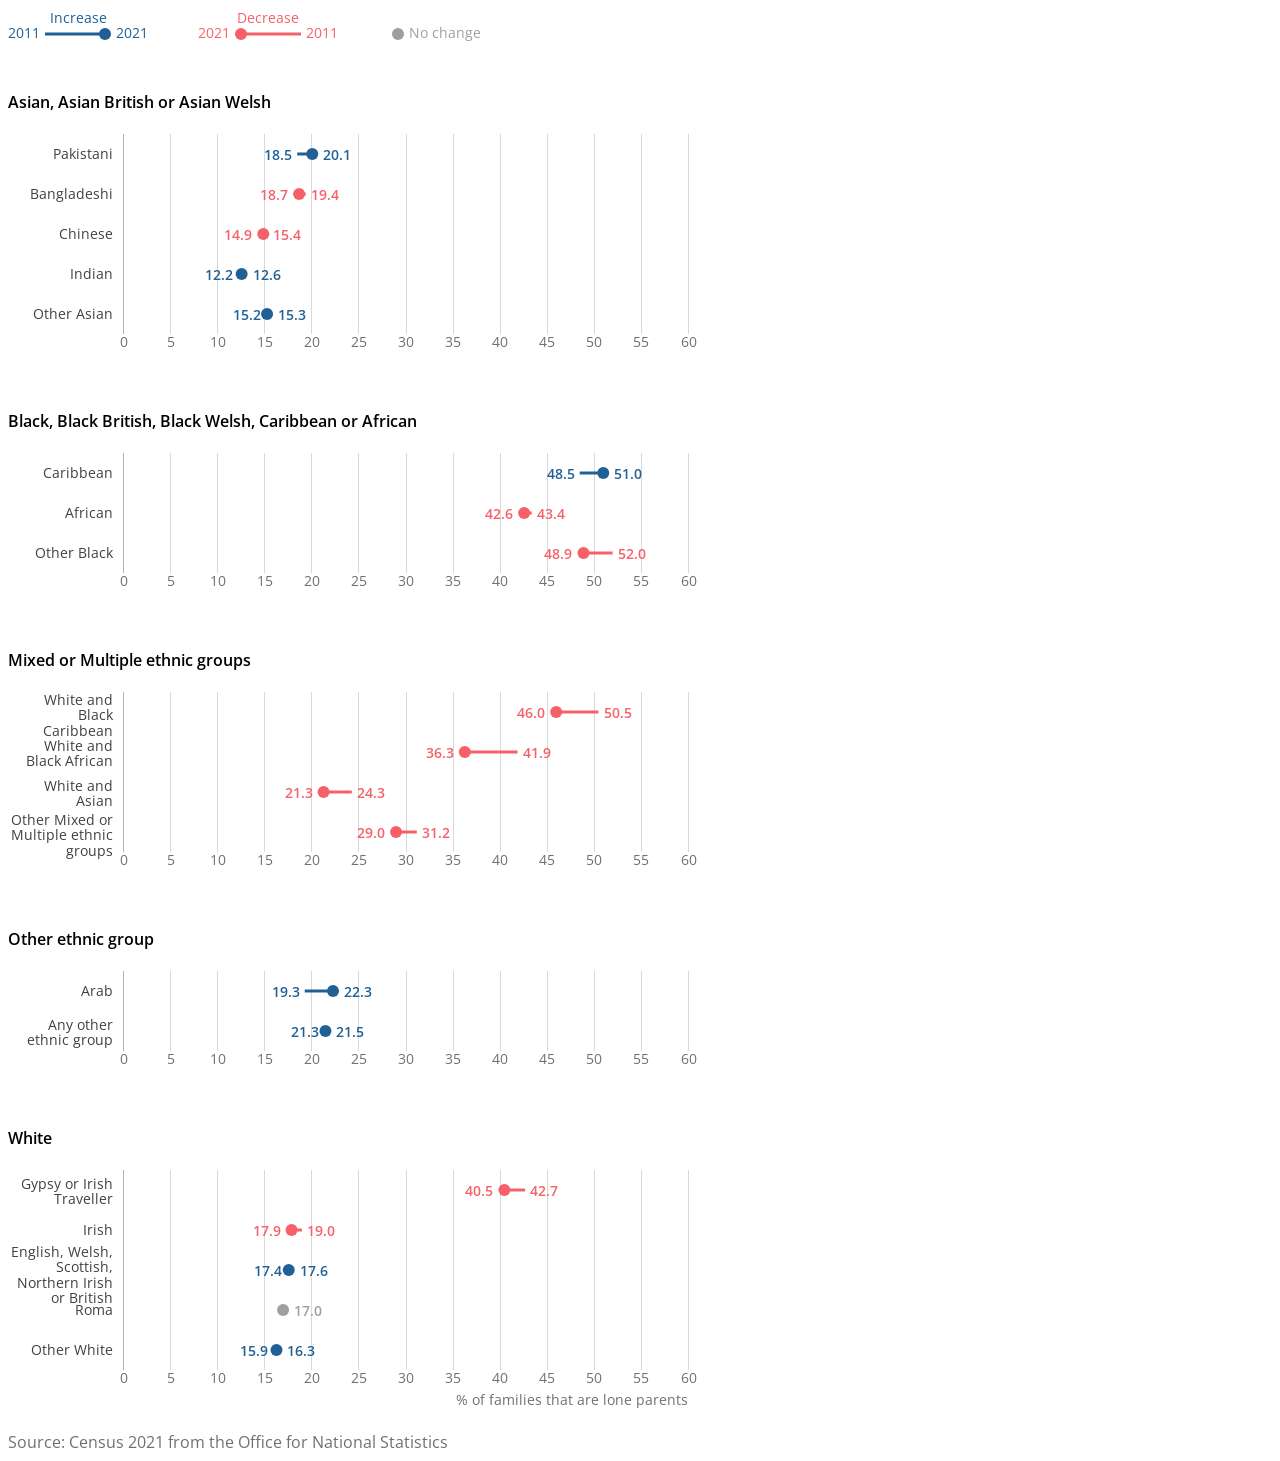 Increase
2011 2021
Decrease
2021 2011
No change
Asian, Asian British or Asian Welsh
Pakistani 18.5 20.1
Bangladeshi 18.7 19.4
Chinese 14.9 15.4
Indian 12.2 12.6
Other Asian 15.2 15.3
0 5 10 15 20 25 30 35 40 45 50 55 60
Black, Black British, Black Welsh, Caribbean or African
Caribbean 48.5 51.0
African 42.6 43.4
Other Black 48.9 52.0
0 5 10 15 20 25 30 35 40 45 50 55 60
Mixed or Multiple ethnic groups
White and
Black
Caribbean
46.0 50.5
White and
Black African
36.3 41.9
White and
Asian
21.3 24.3
Other Mixed or
Multiple ethnic
groups
29.0 31.2
0 5 10 15 20 25 30 35 40 45 50 55 60
Other ethnic group
Arab 19.3 22.3
Any other
ethnic group
21.3 21.5
0 5 10 15 20 25 30 35 40 45 50 55 60
White
Gypsy or Irish
Traveller
40.5 42.7
Irish 17.9 19.0
English, Welsh,
Scottish,
Northern Irish
or British
17.4 17.6
Roma 17.0
Other White 15.9 16.3
0 5 10 15 20 25 30 35 40 45 50 55 60
% of families that are lone parents
Source: Census 2021 from the Office for National Statistics